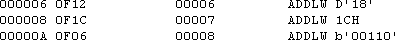 000006 0F12 00006 ADDLW D'18'
000008 0F1C 00007 ADDLW 1CH
00000A 0F06 00008 ADDLW b'00110'